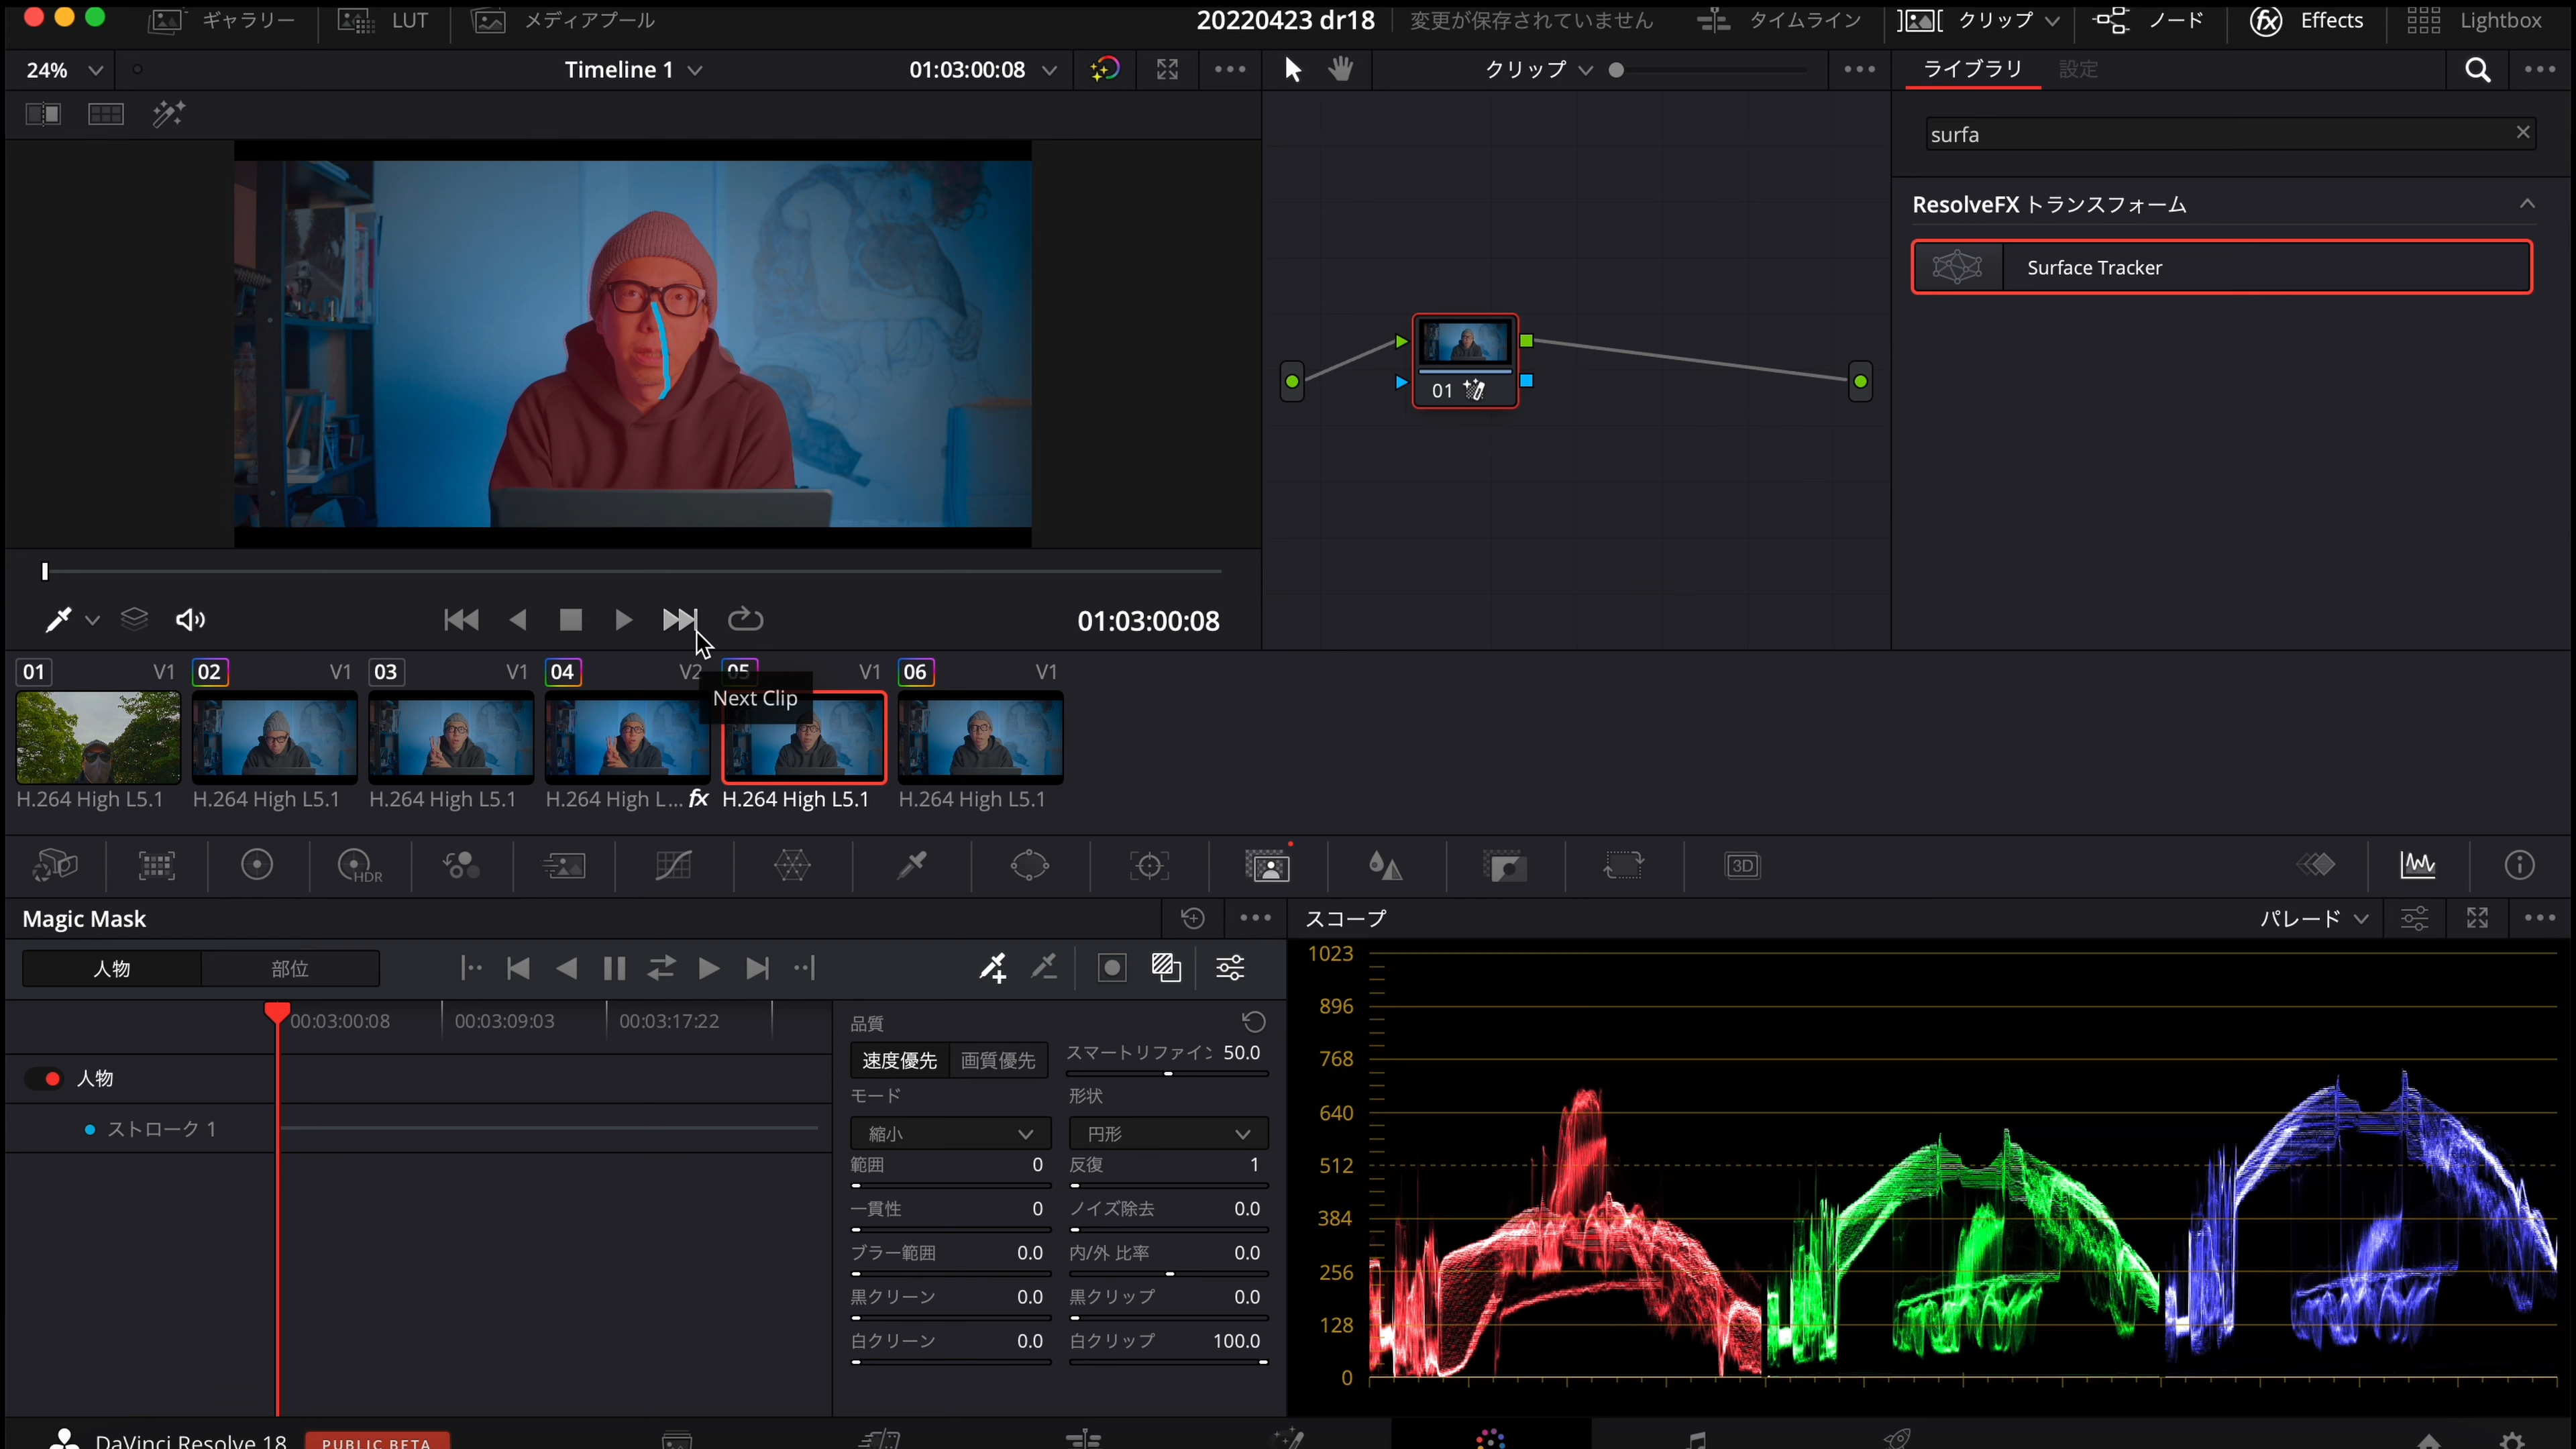 ギャラリー LUT メディアプール 20220423 dr18 変更が保存されていません タイムライン クリップ ノード Effects Lightbox
24% Timeline 1 01:03:00:08 クリップ ライブラリ 設定
surfa
ResolveFX トランスフォーム
Surface Tracker
01
01:03:00:08
01 V1 02 V1 03 V1 04 V2 05 V1 06 V1
Next Clip
H.264 High L5.1 H.264 High L5.1 H.264 High L5.1 H.264 High L... fx H.264 High L5.1 H.264 High L5.1
HDR 3D
Magic Mask スコープ パレード
人物 部位
00:03:00:08 00:03:09:03 00:03:17:22
人物
ストローク 1
品質
速度優先 画質優先 スマートリファイン 50.0
モード 形状
縮小 円形
範囲 0 反復 1
一貫性 0 ノイズ除去 0.0
ブラー範囲 0.0 内/外 比率 0.0
黒クリーン 0.0 黒クリップ 0.0
白クリーン 0.0 白クリップ 100.0
1023
896
768
640
512
384
256
128
0
DaVinci Resolve 18 PUBLIC BETA